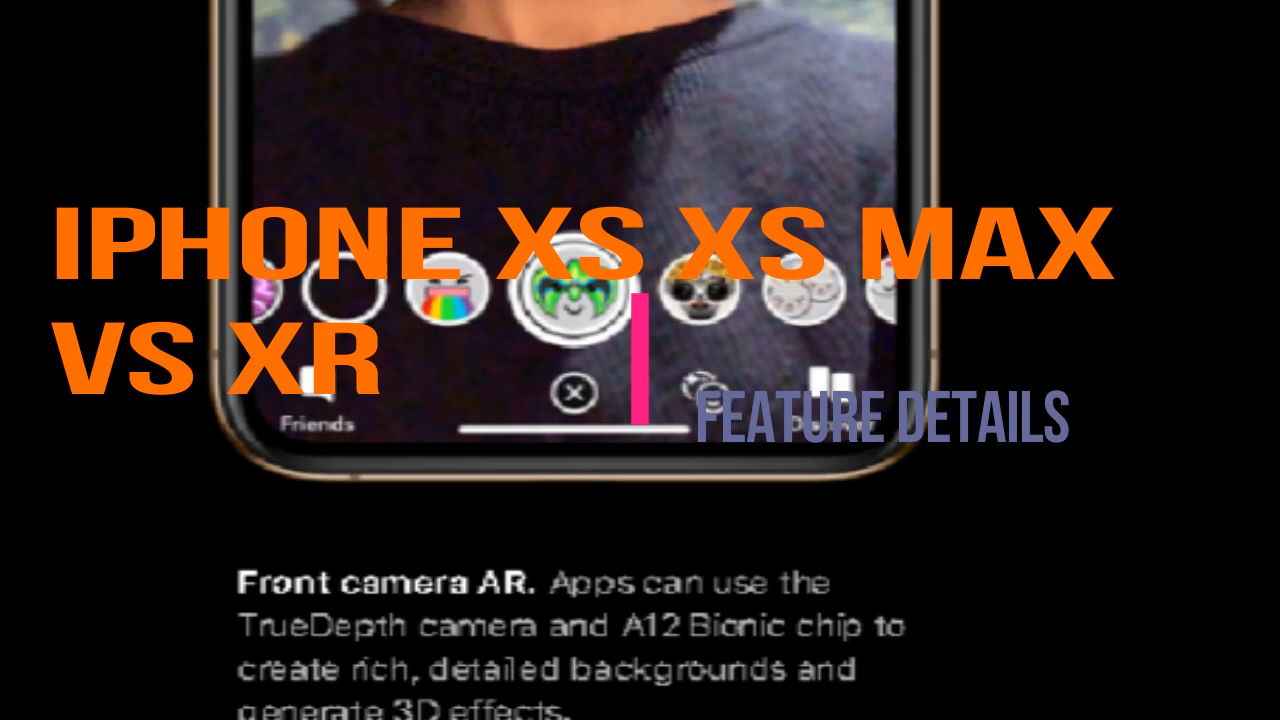 IPHONE XS XS MAX
VS XR
Friends
FEATURE DETAILS
Front camera AR. Apps can use the
TrueDepth camera and A12 Bionic chip to
create rich, detailed backgrounds and
generate 3D effects.